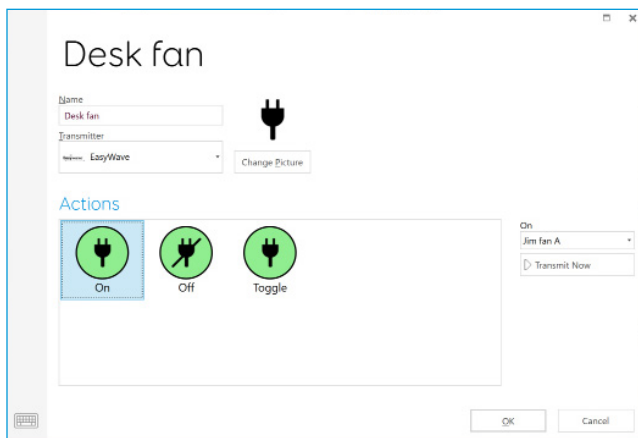 Desk fan
Name
Desk fan
Transmitter
EasyWave
Change Picture
Actions
On
Off
Toggle
On
Jim fan A
Transmit Now
OK
Cancel